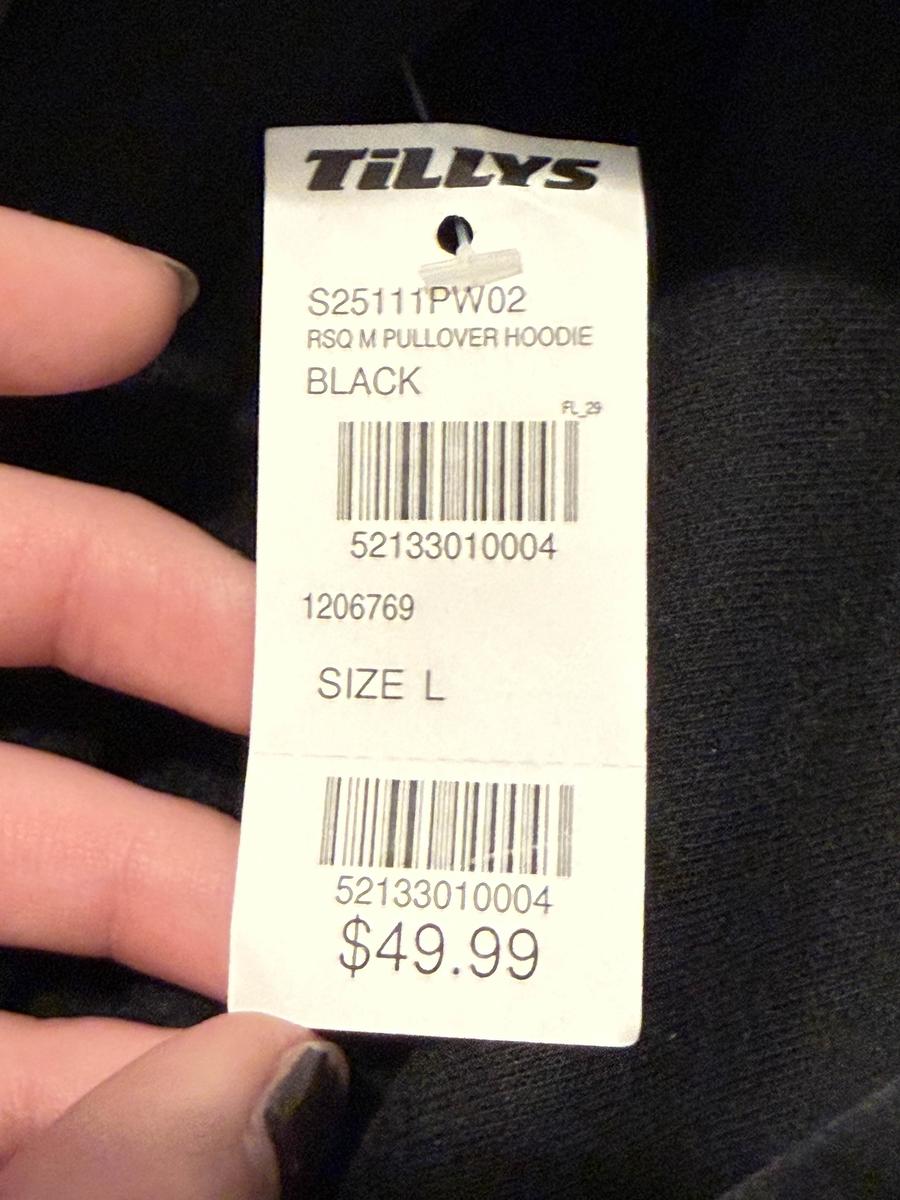 TiLLYS
S25111PW02
RSQ M PULLOVER HOODIE
BLACK
FL_29
52133010004
1206769
SIZE L
52133010004
$49.99